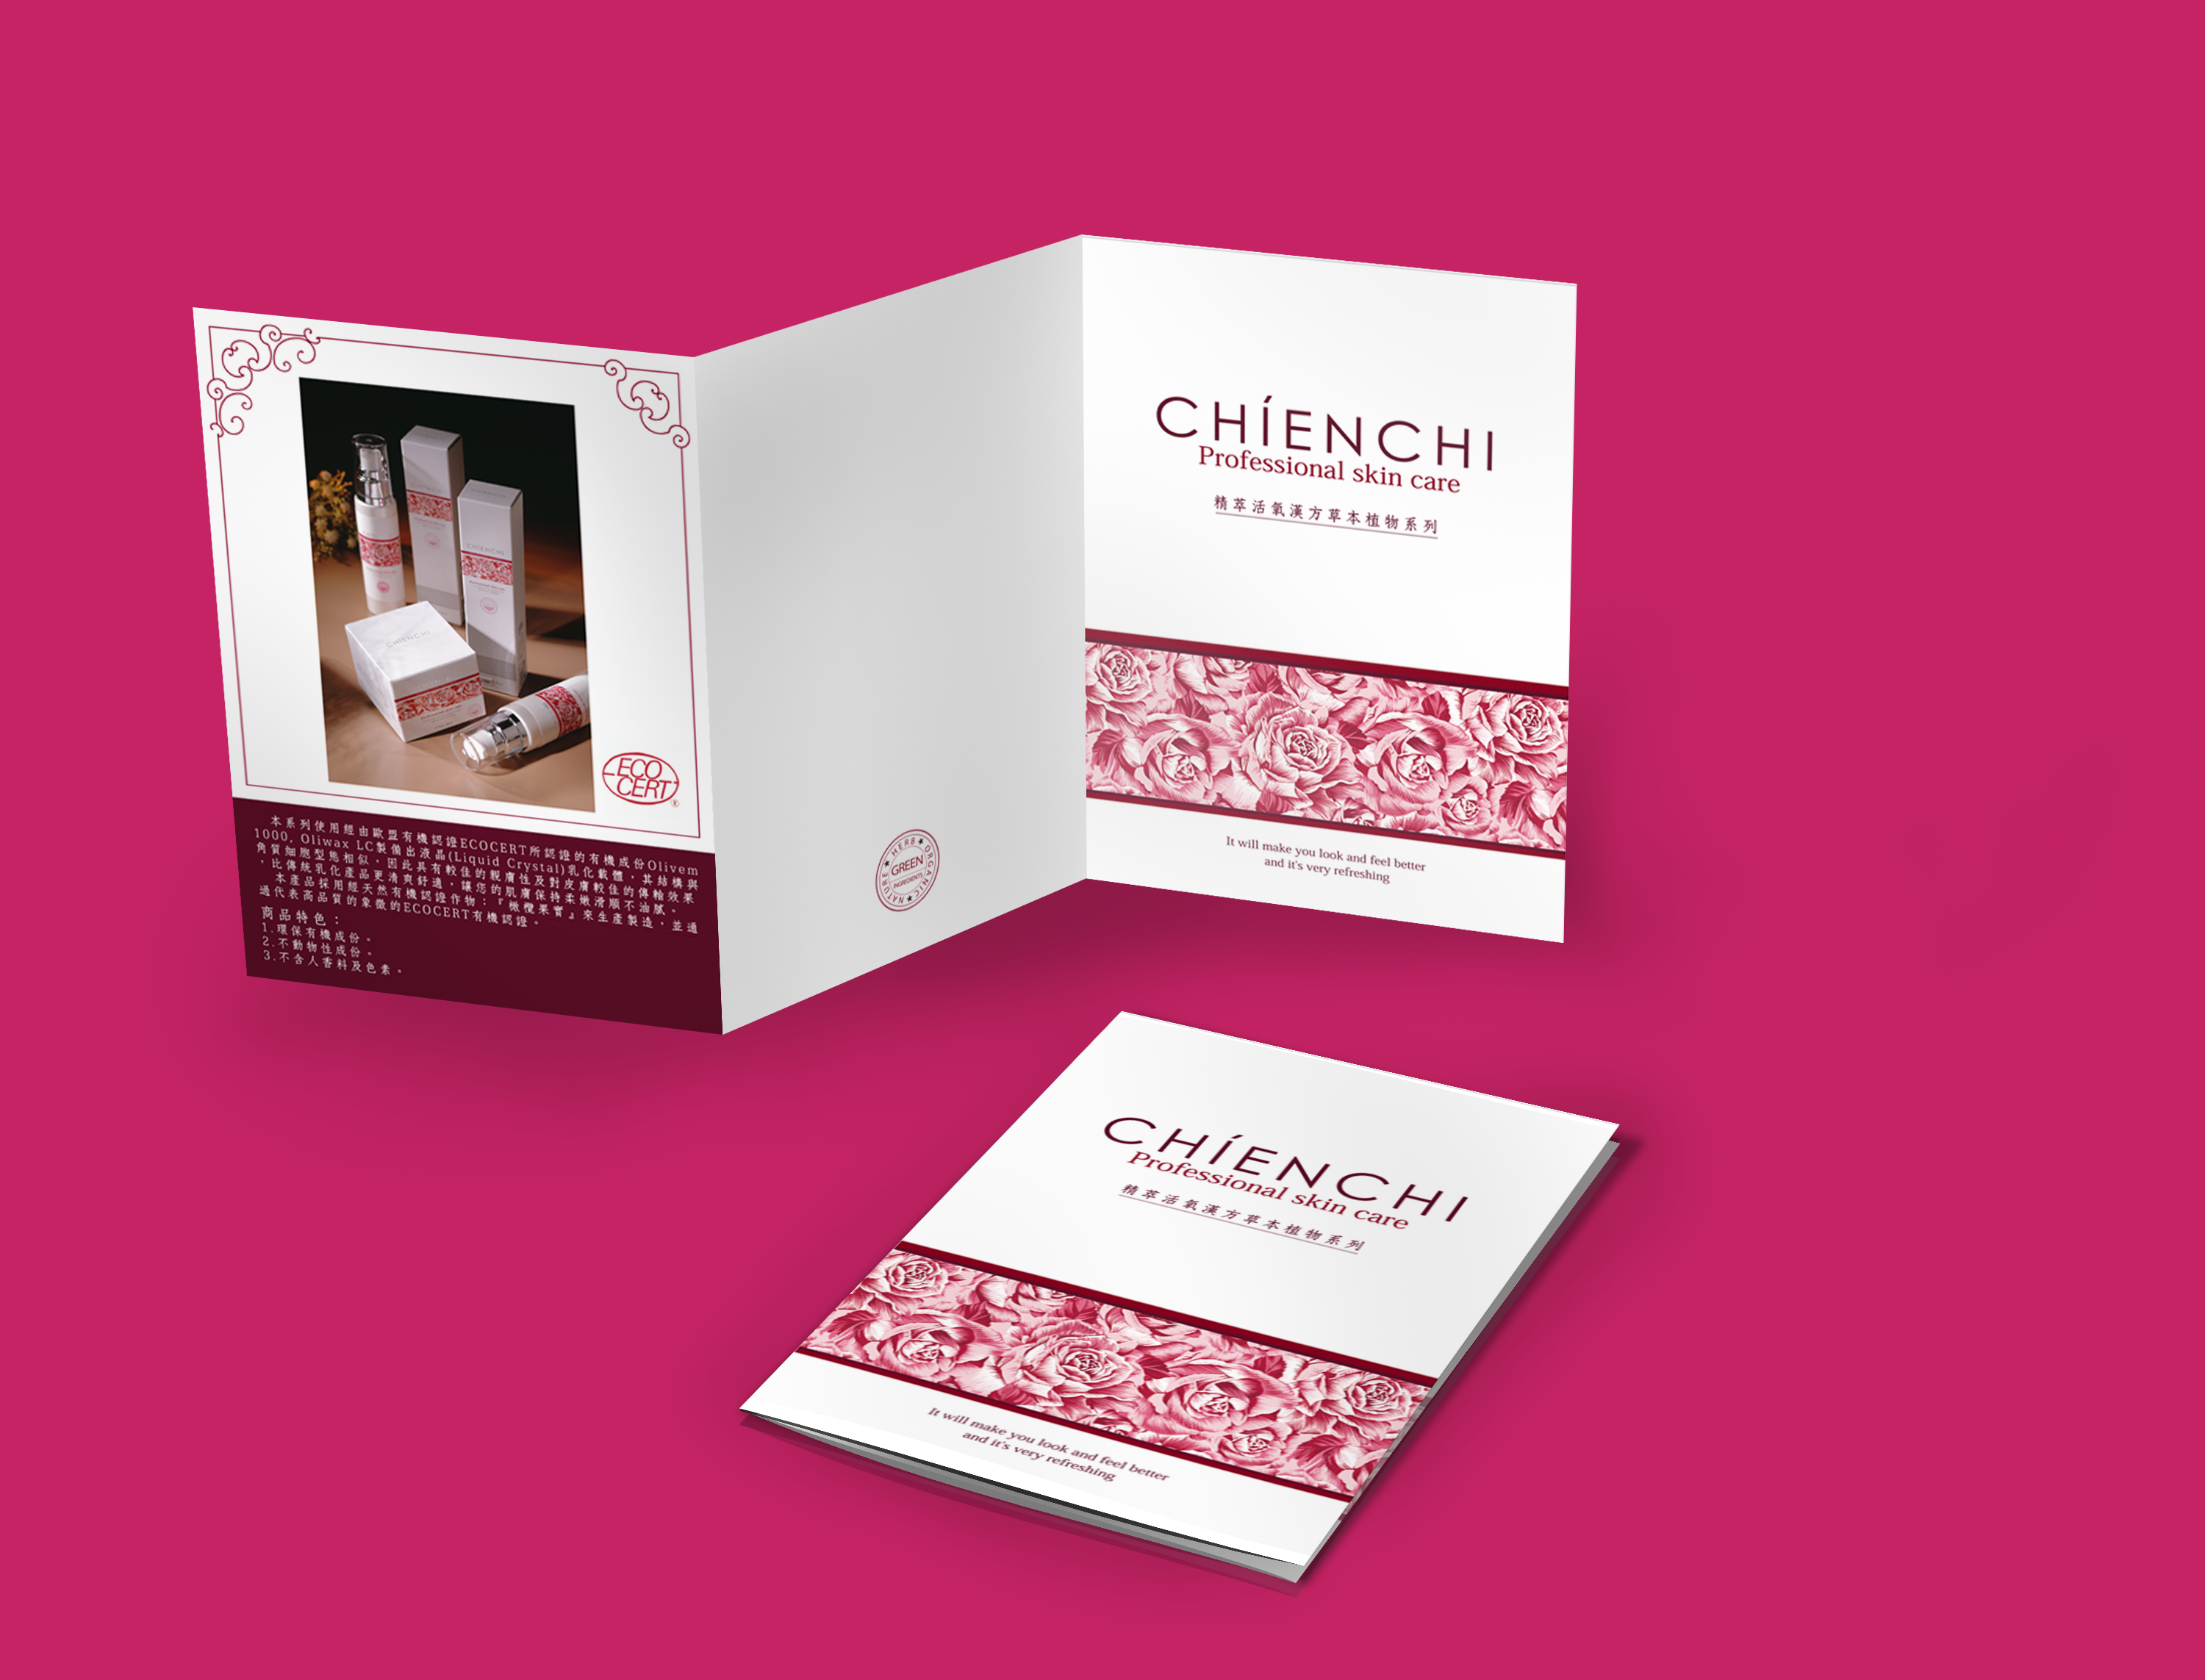 ECO
CERT
®
本系列使用經由歐盟有機認證ECOCERT所認證的有機成份Olivem
1000, Oliwax LC製備出液晶(Liquid Crystal)乳化載體，其結構與
角質細胞型態相似，因此具有較佳的親膚性及對皮膚較佳的傳輸效果
，比傳統乳化產品更清爽舒適，讓您的肌膚保持柔嫩滑順不油膩。
本產品採用經天然有機認證作物：『橄欖果實』來生產製造，並通
過代表高品質的象徵的ECOCERT有機認證。
商品特色：
1.環保有機成份。
2.不動物性成份。
3.不含人香料及色素。
CHÍENCHI
CHÍENCHI
NATURE ★ HERB ★ ORGANIC ★
GREEN
INGREDIENTS
CHÍENCHI
Professional skin care
精萃活氧漢方草本植物系列
It will make you look and feel better
and it's very refreshing
CHÍENCHI
Professional skin care
精萃活氧漢方草本植物系列
It will make you look and feel better
and it's very refreshing